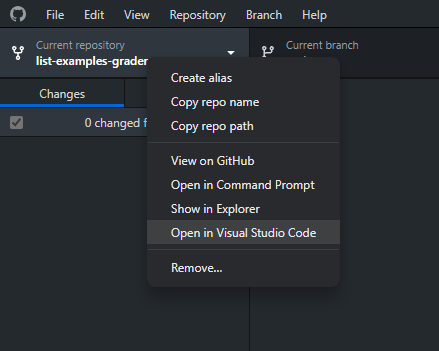 File Edit View Repository Branch Help
Current repository
list-examples-grader
Current branch
Changes
0 changed f
Create alias
Copy repo name
Copy repo path
View on GitHub
Open in Command Prompt
Show in Explorer
Open in Visual Studio Code
Remove...